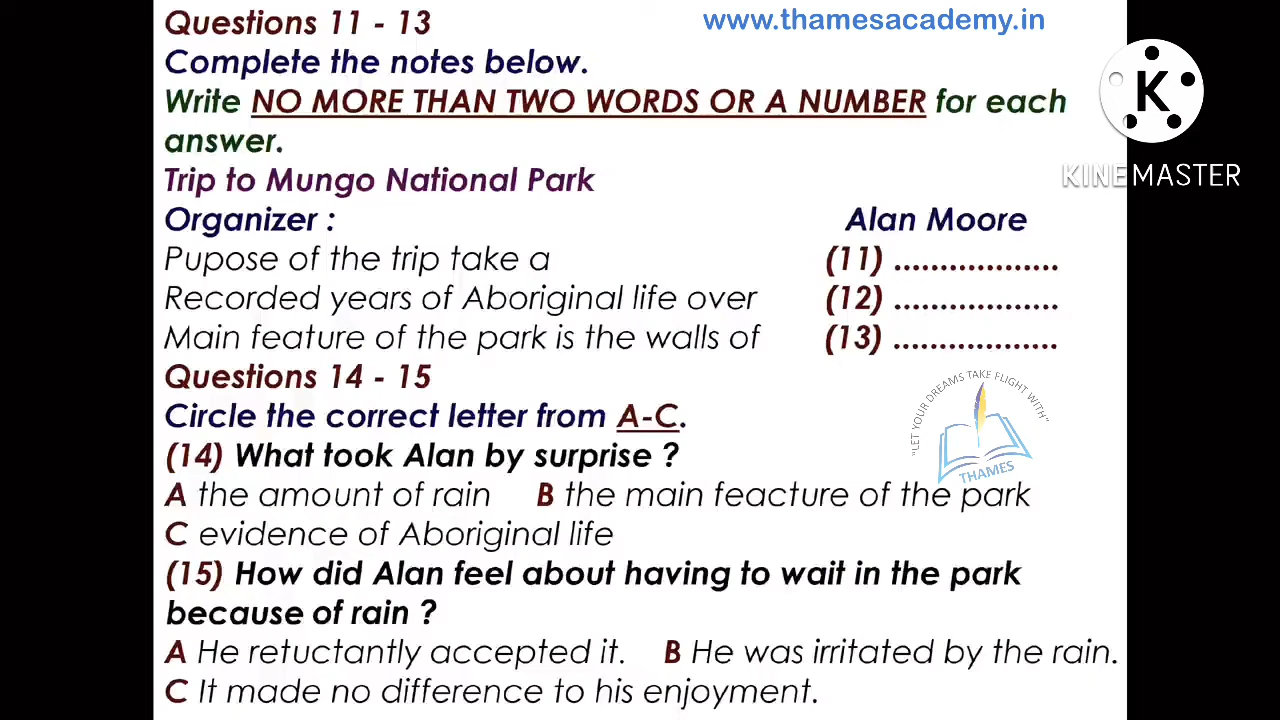 Questions 11 - 13
www.thamesacademy.in
Complete the notes below.
Write NO MORE THAN TWO WORDS OR A NUMBER for each
answer.
K
KINEMASTER
Trip to Mungo National Park
Organizer : Alan Moore
Pupose of the trip take a (11) ..................
Recorded years of Aboriginal life over (12) ..................
Main feature of the park is the walls of (13) ..................
Questions 14 - 15
Circle the correct letter from A-C.
"LET YOUR DREAMS TAKE FLIGHT WITH"
THAMES
(14) What took Alan by surprise ?
A the amount of rain B the main feacture of the park
C evidence of Aboriginal life
(15) How did Alan feel about having to wait in the park
because of rain ?
A He retuctantly accepted it. B He was irritated by the rain.
C It made no difference to his enjoyment.